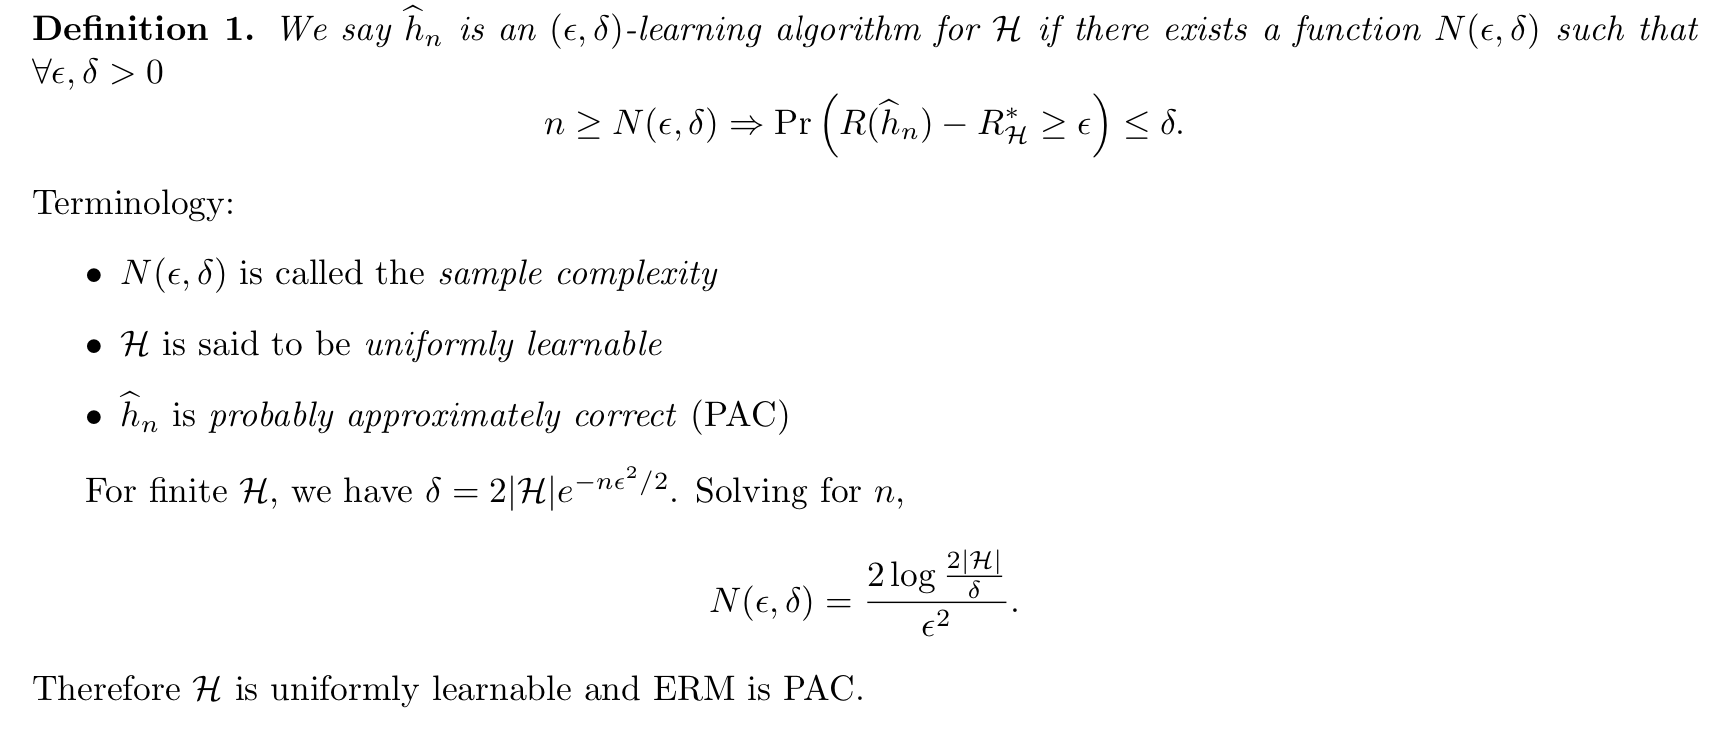 Definition 1. We say $\widehat{h}_n$ is an $(\epsilon, \delta)$-learning algorithm for $\mathcal{H}$ if there exists a function $N(\epsilon, \delta)$ such that
$\forall \epsilon, \delta > 0$
$n \geq N(\epsilon, \delta) \Rightarrow \Pr\left(R(\widehat{h}_n) - R^*_{\mathcal{H}} \geq \epsilon\right) \leq \delta.$
Terminology:
• $N(\epsilon, \delta)$ is called the sample complexity
• $\mathcal{H}$ is said to be uniformly learnable
• $\widehat{h}_n$ is probably approximately correct (PAC)
For finite $\mathcal{H}$, we have $\delta = 2|\mathcal{H}|e^{-n\epsilon^2/2}$. Solving for $n$,
$N(\epsilon, \delta) = \frac{2 \log \frac{2|\mathcal{H}|}{\delta}}{\epsilon^2}.$
Therefore $\mathcal{H}$ is uniformly learnable and ERM is PAC.